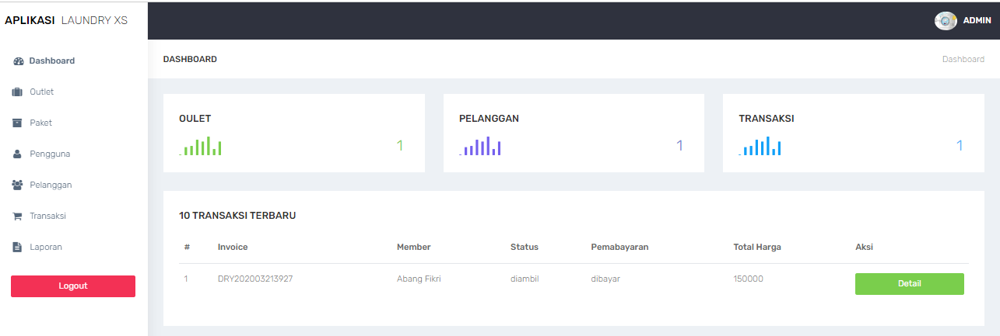 APLIKASI LAUNDRY XS
ADMIN
Dashboard
Outlet
Paket
Pengguna
Pelanggan
Transaksi
Laporan
Logout
DASHBOARD
Dashboard
OULET
1
PELANGGAN
1
TRANSAKSI
1
10 TRANSAKSI TERBARU
# Invoice Member Status Pemabayaran Total Harga Aksi
1 DRY202003213927 Abang Fikri diambil dibayar 150000 Detail